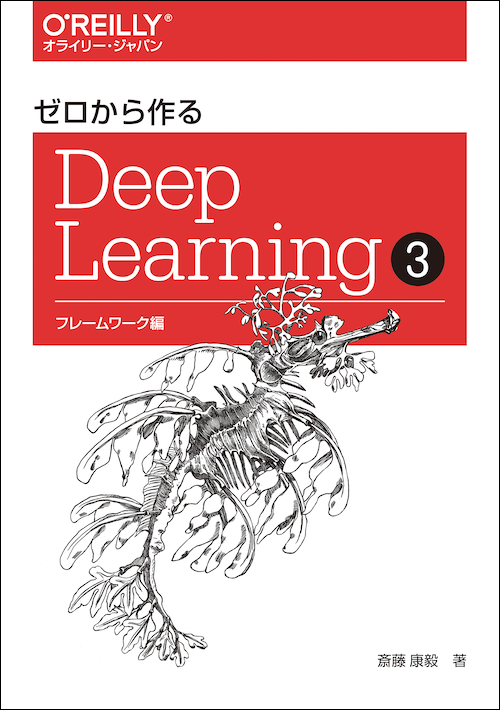 O'REILLY®
オライリー・ジャパン
ゼロから作る
Deep
Learning 3
フレームワーク編
斎藤 康毅 著